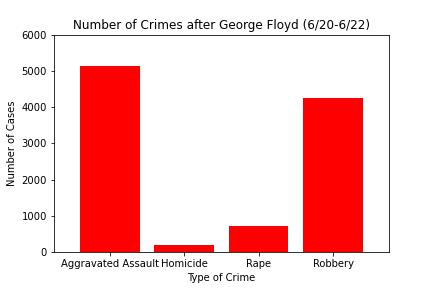 Number of Crimes after George Floyd (6/20-6/22)
6000
5000
4000
3000
2000
1000
0
Number of Cases
Aggravated Assault Homicide Rape Robbery
Type of Crime